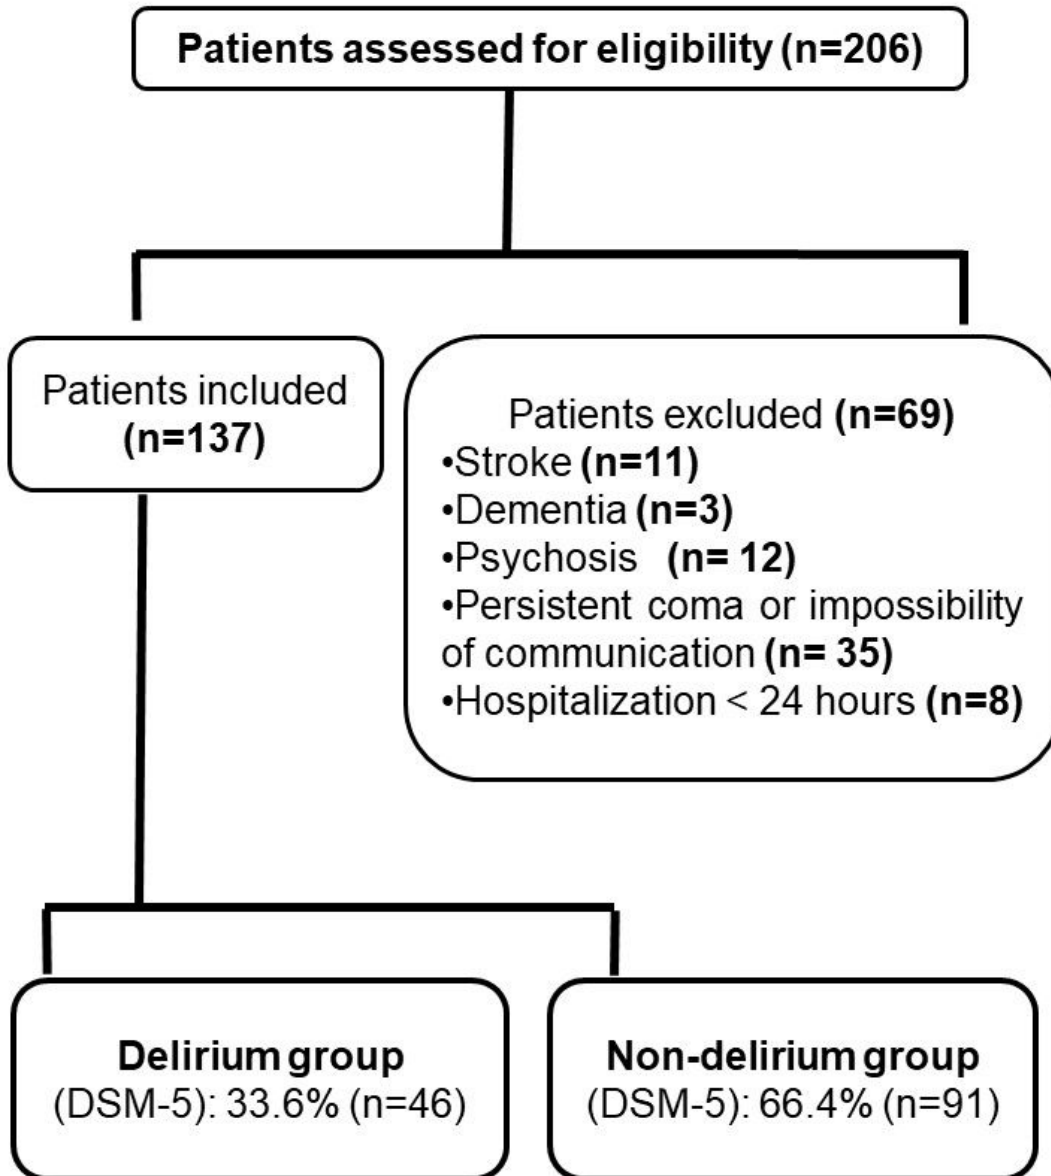 Patients assessed for eligibility (n=206)
Patients included
(n=137)
Patients excluded (n=69)
•Stroke (n=11)
•Dementia (n=3)
•Psychosis (n= 12)
•Persistent coma or impossibility
of communication (n= 35)
•Hospitalization < 24 hours (n=8)
Delirium group
(DSM-5): 33.6% (n=46)
Non-delirium group
(DSM-5): 66.4% (n=91)